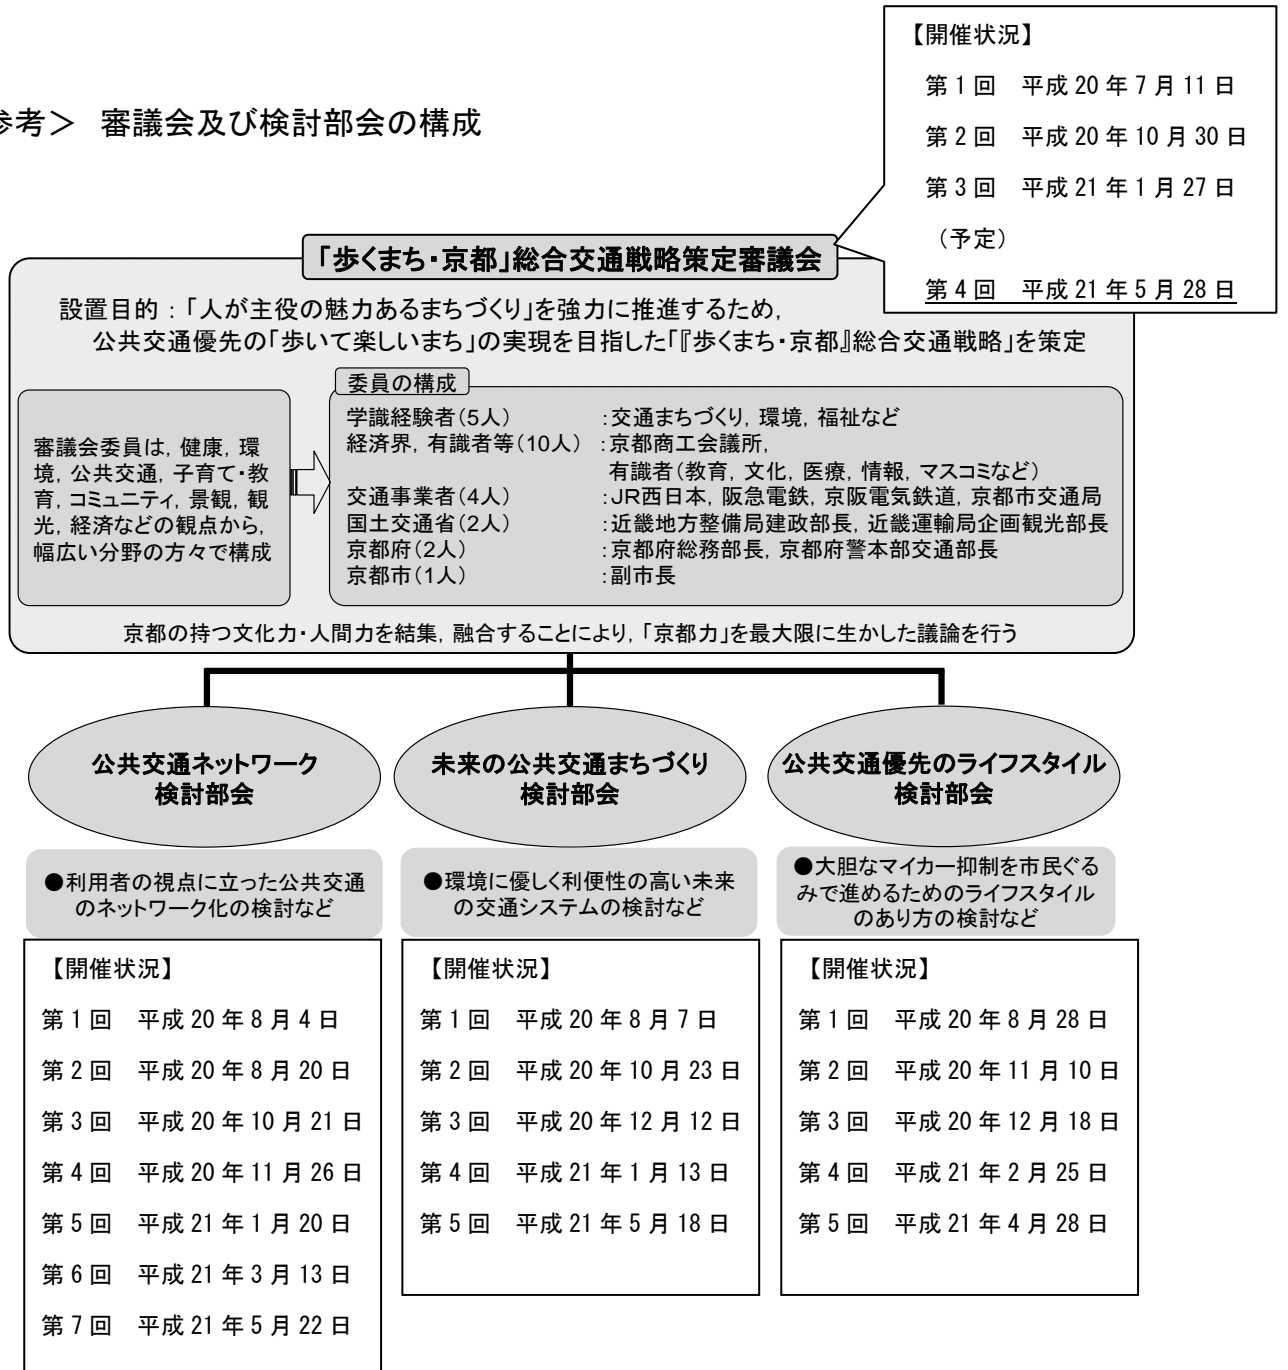 参考＞ 審議会及び検討部会の構成
【開催状況】
第1回 平成20年7月11日
第2回 平成20年10月30日
第3回 平成21年1月27日
（予定）
第4回 平成21年5月28日
「歩くまち・京都」総合交通戦略策定審議会
設置目的：「人が主役の魅力あるまちづくり」を強力に推進するため，
公共交通優先の「歩いて楽しいまち」の実現を目指した「『歩くまち・京都』総合交通戦略」を策定
審議会委員は，健康，環
境，公共交通，子育て・教
育，コミュニティ，景観，観
光，経済などの観点から，
幅広い分野の方々で構成
委員の構成
学識経験者（5人） ：交通まちづくり，環境，福祉など
経済界，有識者等（10人） ：京都商工会議所，
有識者（教育，文化，医療，情報，マスコミなど）
交通事業者（4人） ：JR西日本，阪急電鉄，京阪電気鉄道，京都市交通局
国土交通省（2人） ：近畿地方整備局建政部長，近畿運輸局企画観光部長
京都府（2人） ：京都府総務部長，京都府警本部交通部長
京都市（1人） ：副市長
京都の持つ文化力・人間力を結集，融合することにより，「京都力」を最大限に生かした議論を行う
公共交通ネットワーク
検討部会
●利用者の視点に立った公共交通
のネットワーク化の検討など
【開催状況】
第1回 平成20年8月4日
第2回 平成20年8月20日
第3回 平成20年10月21日
第4回 平成20年11月26日
第5回 平成21年1月20日
第6回 平成21年3月13日
第7回 平成21年5月22日
未来の公共交通まちづくり
検討部会
●環境に優しく利便性の高い未来
の交通システムの検討など
【開催状況】
第1回 平成20年8月7日
第2回 平成20年10月23日
第3回 平成20年12月12日
第4回 平成21年1月13日
第5回 平成21年5月18日
公共交通優先のライフスタイル
検討部会
●大胆なマイカー抑制を市民ぐる
みで進めるためのライフスタイル
のあり方の検討など
【開催状況】
第1回 平成20年8月28日
第2回 平成20年11月10日
第3回 平成20年12月18日
第4回 平成21年2月25日
第5回 平成21年4月28日